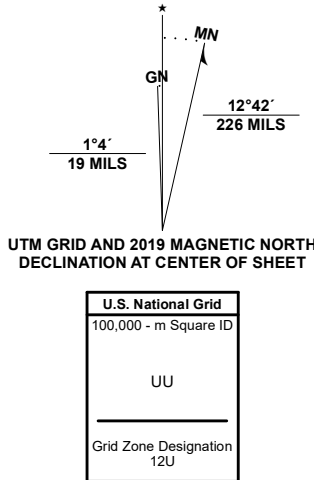 ★
MN
GN
12°42´
226 MILS
1°4´
19 MILS
UTM GRID AND 2019 MAGNETIC NORTH
DECLINATION AT CENTER OF SHEET
U.S. National Grid
100,000 - m Square ID
UU
Grid Zone Designation
12U